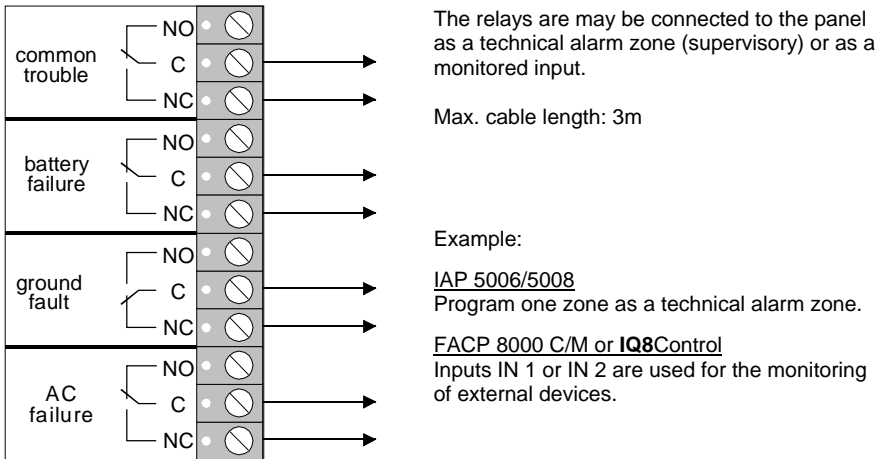 common
trouble
NO
C
NC
battery
failure
NO
C
NC
ground
fault
NO
C
NC
AC
failure
NO
C
NC
The relays are may be connected to the panel
as a technical alarm zone (supervisory) or as a
monitored input.
Max. cable length: 3m
Example:
IAP 5006/5008
Program one zone as a technical alarm zone.
FACP 8000 C/M or IQ8Control
Inputs IN 1 or IN 2 are used for the monitoring
of external devices.